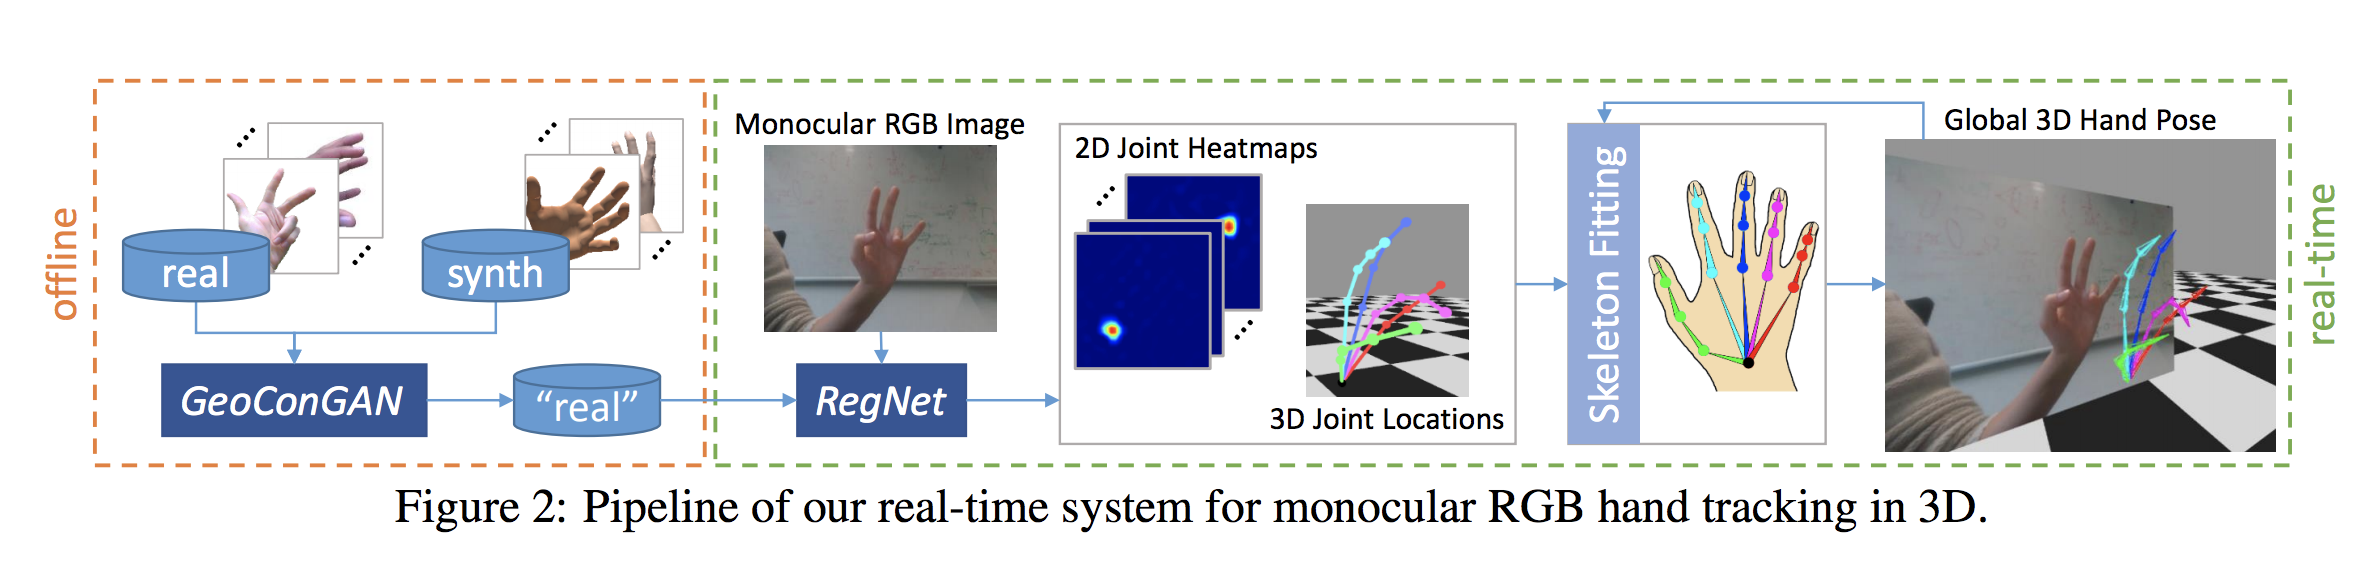 offline
real
synth
GeoConGAN
“real”
Monocular RGB Image
RegNet
2D Joint Heatmaps
3D Joint Locations
Skeleton Fitting
Global 3D Hand Pose
real-time
Figure 2: Pipeline of our real-time system for monocular RGB hand tracking in 3D.